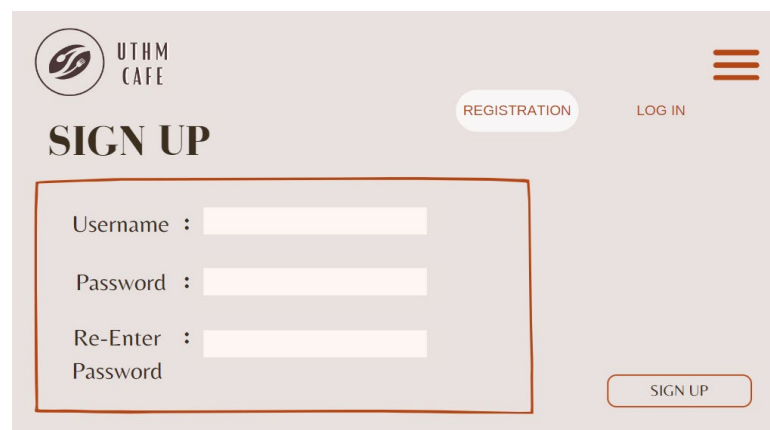 UTHM
CAFE
REGISTRATION LOG IN
SIGN UP
Username :
Password :
Re-Enter :
Password
SIGN UP